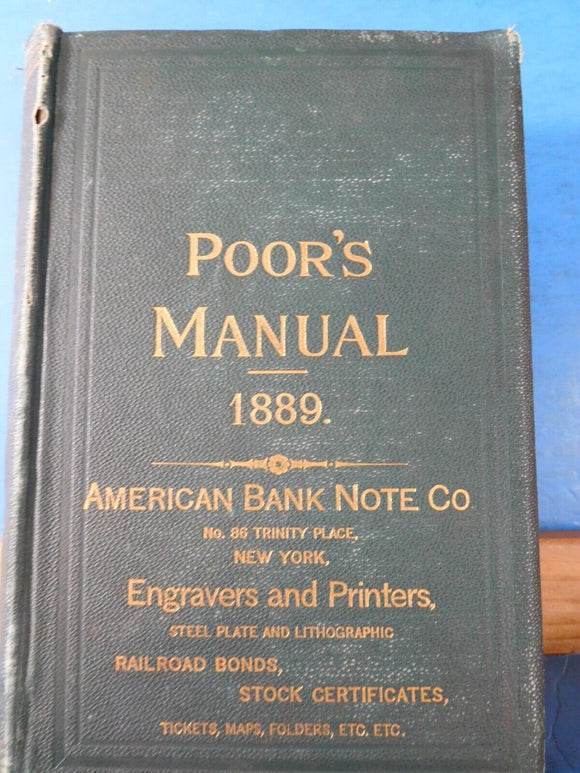 POOR'S
MANUAL
1889.
AMERICAN BANK NOTE CO
No. 86 TRINITY PLACE,
NEW YORK,
Engravers and Printers,
STEEL PLATE AND LITHOGRAPHIC
RAILROAD BONDS,
STOCK CERTIFICATES,
TICKETS, MAPS, FOLDERS, ETC. ETC.